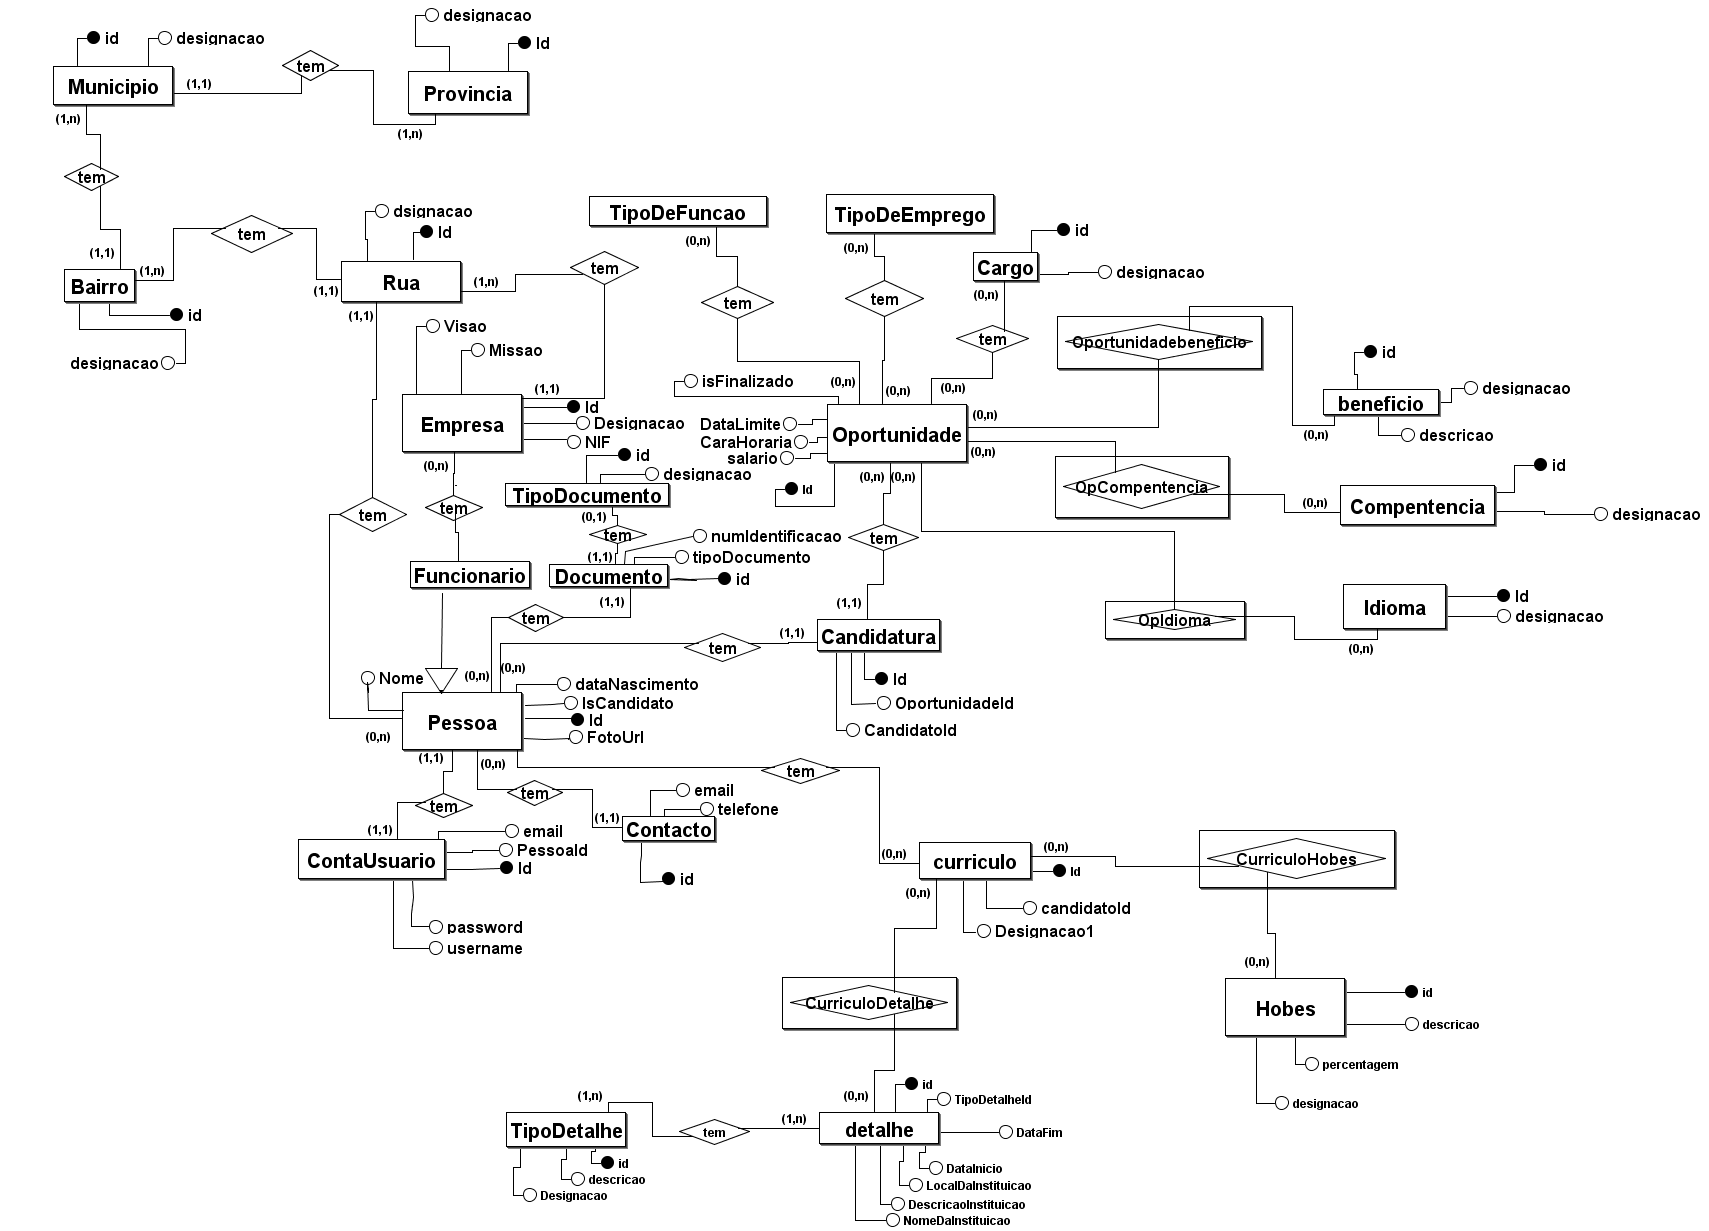 designacao
id
designacao
Id
tem
Municipio
(1,1)
Provincia
(1,n)
(1,n)
tem
(1,1)
Bairro
(1,n)
id
designacao
tem
dsignacao
Id
Rua
(1,1)
(1,n)
(1,1)
tem
TipoDeFuncao
(0,n)
tem
TipoDeEmprego
(0,n)
tem
Cargo
(0,n)
id
designacao
tem
Visao
Missao
(1,1)
Empresa
Id
Designacao
NIF
(0,n)
tem
tem
Funcionario
id
designacao
TipoDocumento
(0,1)
tem
(1,1)
Documento
numIdentificacao
tipoDocumento
id
(1,1)
tem
isFinalizado
(0,n)
(0,n)
(0,n)
(0,n)
DataLimite
CaraHoraria
salario
Id
Oportunidade
(0,n)
(0,n)
(0,n)
Oportunidadebeneficio
id
designacao
beneficio
(0,n)
descricao
OpCompentencia
(0,n)
Compentencia
id
designacao
OpIdioma
Idioma
Id
designacao
(0,n)
tem
(1,1)
Candidatura
(1,1)
tem
Id
OportunidadeId
CandidatoId
Nome
(0,n)
(0,n)
dataNascimento
IsCandidato
Id
FotoUrl
Pessoa
(0,n)
(1,1)
(0,n)
tem
tem
tem
email
telefone
(1,1)
Contacto
id
(1,1)
ContaUsuario
email
PessoaId
Id
password
username
(0,n)
curriculo
(0,n)
Id
candidatoId
Designacao1
(0,n)
CurriculoHobes
(0,n)
Hobes
id
descricao
percentagem
designacao
CurriculoDetalhe
(0,n)
id
TipoDetalheId
(1,n)
TipoDetalhe
tem
(1,n)
detalhe
DataFim
id
descricao
Designacao
DataInicio
LocalDaInstituicao
DescricaoInstituicao
NomeDaInstituicao